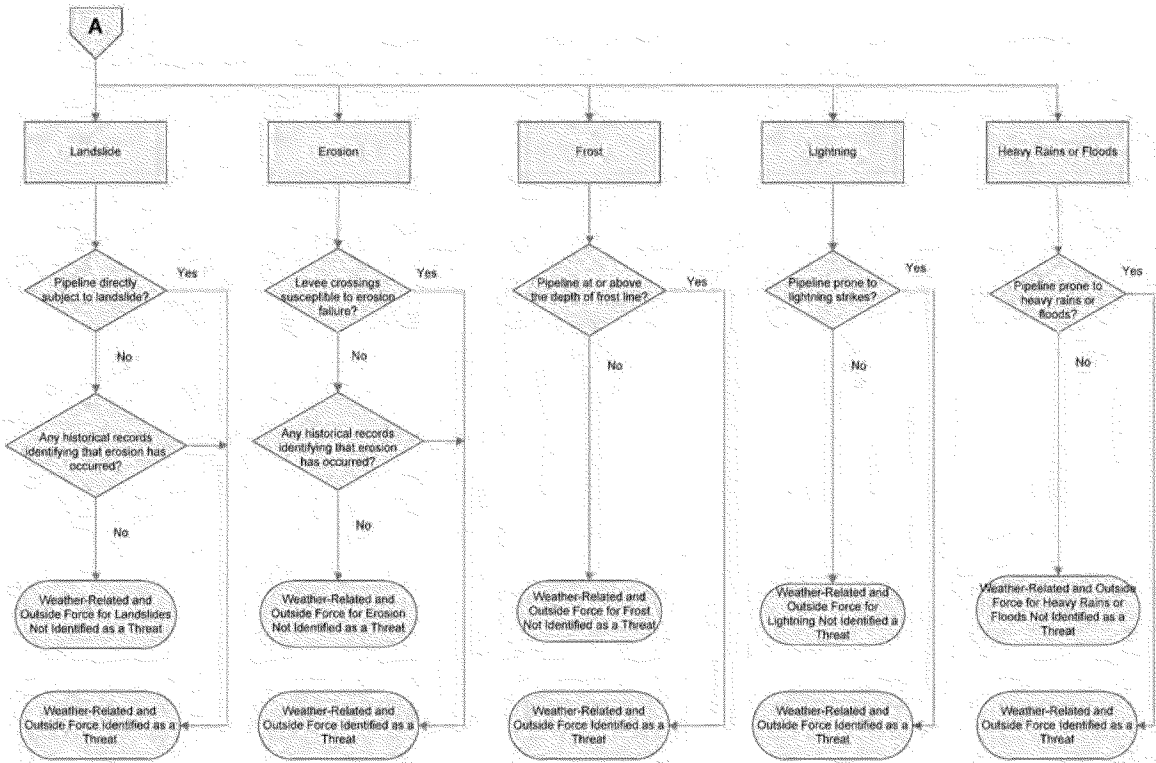 A
Landslide
Erosion
Frost
Lightning
Heavy Rains or Floods
Pipeline directly
subject to landslide?
Yes
Levee crossings
susceptible to erosion
failure?
Yes
Pipeline at or above
the depth of frost line?
Yes
Pipeline prone to
lightning strikes?
Yes
Pipeline prone to
heavy rains or
floods?
Yes
No
No
No
No
No
Any historical records
identifying that erosion has
occurred?
Any historical records
identifying that erosion
has occurred?
No
No
Weather-Related and
Outside Force for Landslides
Not Identified as a Threat
Weather-Related and
Outside Force for Erosion
Not Identified as a Threat
Weather-Related and
Outside Force for Frost
Not Identified as a Threat
Weather-Related and
Outside Force for
Lightning Not Identified a
Threat
Weather-Related and Outside
Force for Heavy Rains or
Floods Not Identified as a
Threat
Weather-Related and
Outside Force Identified as a
Threat
Weather-Related and
Outside Force Identified as a
Threat
Weather-Related and
Outside Force Identified as a
Threat
Weather-Related and
Outside Force Identified as a
Threat
Weather-Related and
Outside Force Identified as a
Threat